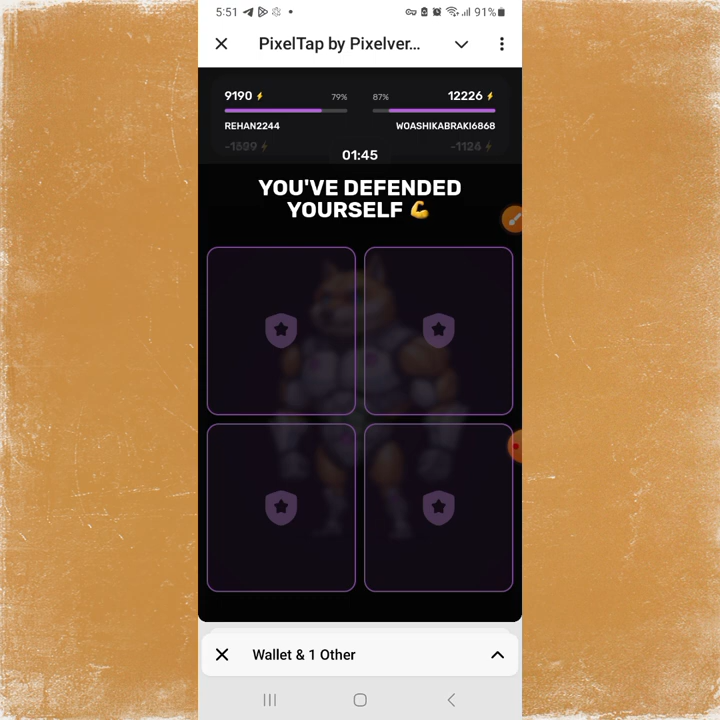 5:51
91%
PixelTap by Pixelver...
9190 79% 87% 12226
REHAN2244 WOASHIKABRAKI6868
-1124
01:45
YOU'VE DEFENDED
YOURSELF 💪
Wallet & 1 Other